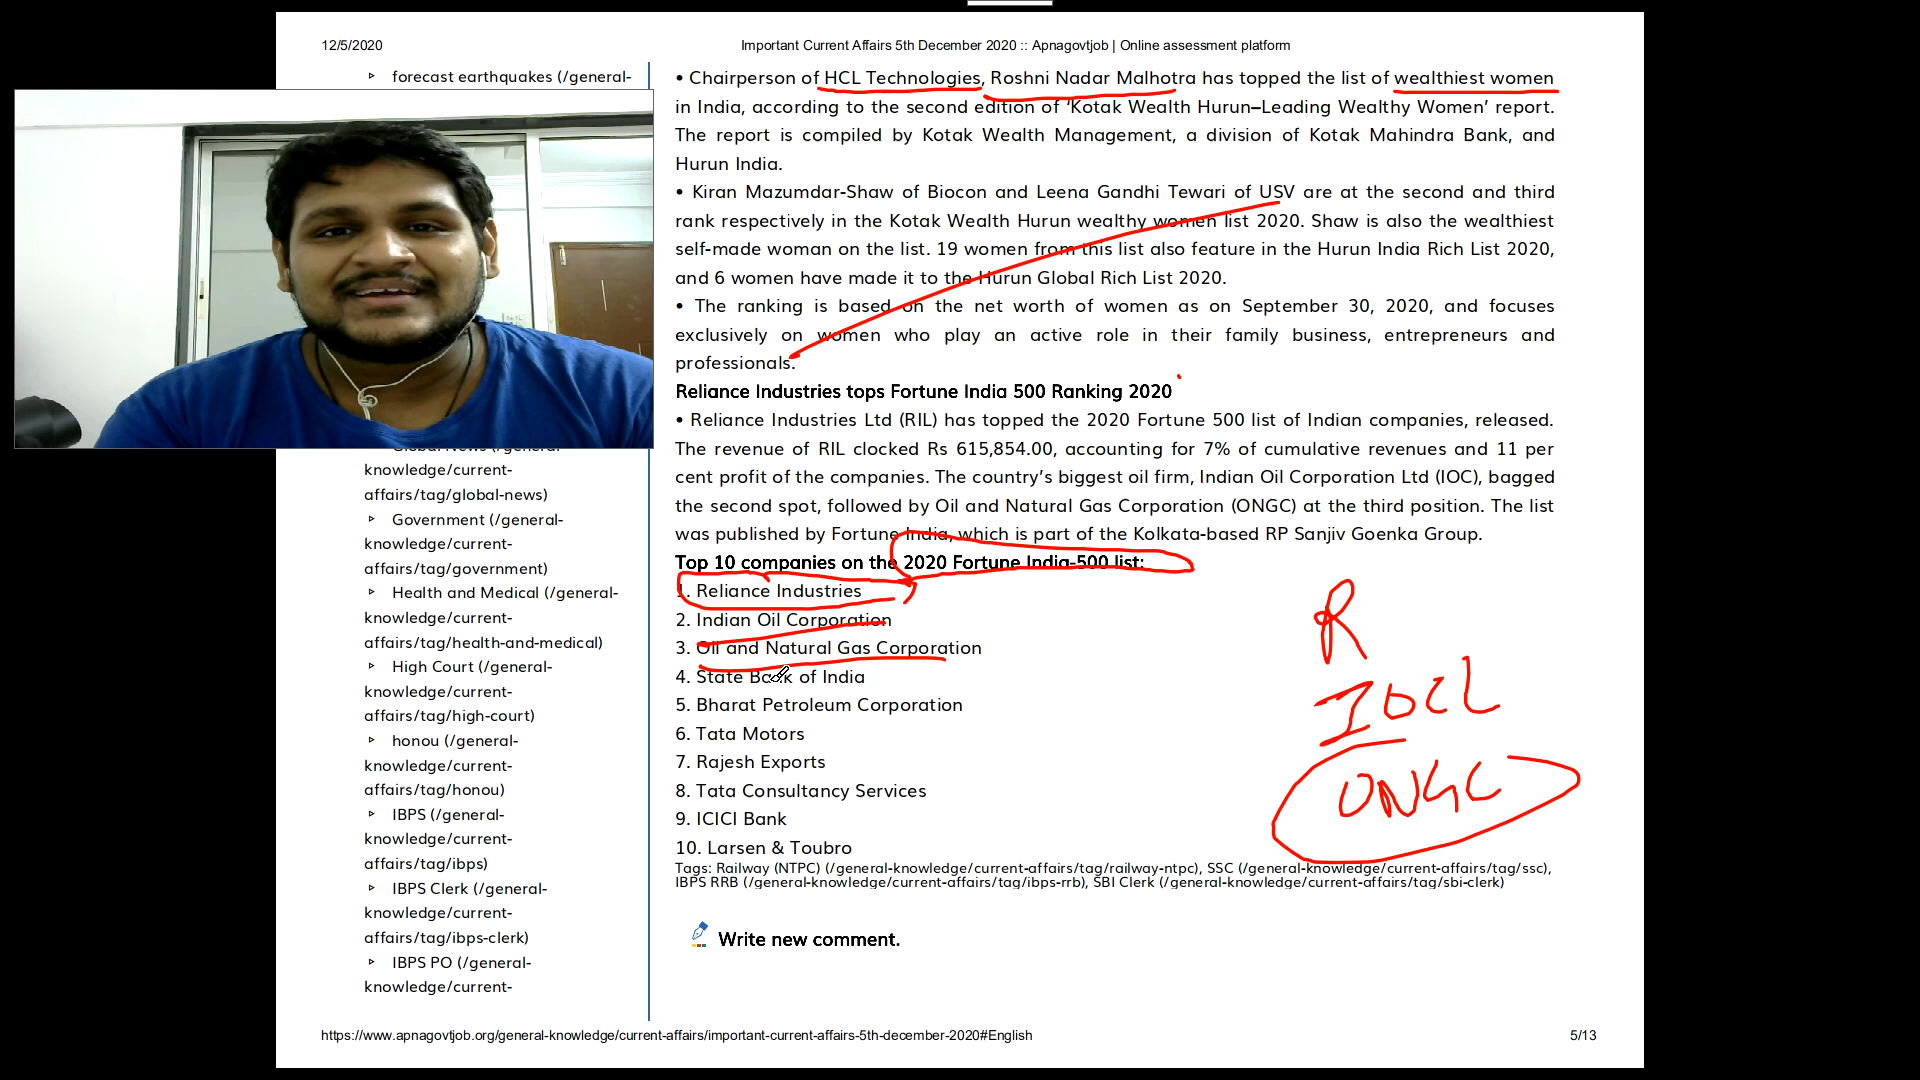 12/5/2020
Important Current Affairs 5th December 2020 :: Apnagovtjob | Online assessment platform
forecast earthquakes (/general-
Global News (/general-
knowledge/current-
affairs/tag/global-news)
Government (/general-
knowledge/current-
affairs/tag/government)
Health and Medical (/general-
knowledge/current-
affairs/tag/health-and-medical)
High Court (/general-
knowledge/current-
affairs/tag/high-court)
honou (/general-
knowledge/current-
affairs/tag/honou)
IBPS (/general-
knowledge/current-
affairs/tag/ibps)
IBPS Clerk (/general-
knowledge/current-
affairs/tag/ibps-clerk)
IBPS PO (/general-
knowledge/current-
• Chairperson of HCL Technologies, Roshni Nadar Malhotra has topped the list of wealthiest women
in India, according to the second edition of ‘Kotak Wealth Hurun–Leading Wealthy Women’ report.
The report is compiled by Kotak Wealth Management, a division of Kotak Mahindra Bank, and
Hurun India.
• Kiran Mazumdar-Shaw of Biocon and Leena Gandhi Tewari of USV are at the second and third
rank respectively in the Kotak Wealth Hurun wealthy women list 2020. Shaw is also the wealthiest
self-made woman on the list. 19 women from this list also feature in the Hurun India Rich List 2020,
and 6 women have made it to the Hurun Global Rich List 2020.
• The ranking is based on the net worth of women as on September 30, 2020, and focuses
exclusively on women who play an active role in their family business, entrepreneurs and
professionals.
Reliance Industries tops Fortune India 500 Ranking 2020
• Reliance Industries Ltd (RIL) has topped the 2020 Fortune 500 list of Indian companies, released.
The revenue of RIL clocked Rs 615,854.00, accounting for 7% of cumulative revenues and 11 per
cent profit of the companies. The country’s biggest oil firm, Indian Oil Corporation Ltd (IOC), bagged
the second spot, followed by Oil and Natural Gas Corporation (ONGC) at the third position. The list
was published by Fortune India, which is part of the Kolkata-based RP Sanjiv Goenka Group.
Top 10 companies on the 2020 Fortune India-500 list:
1. Reliance Industries
2. Indian Oil Corporation
3. Oil and Natural Gas Corporation
4. State Bank of India
5. Bharat Petroleum Corporation
6. Tata Motors
7. Rajesh Exports
8. Tata Consultancy Services
9. ICICI Bank
10. Larsen & Toubro
R
IOCL
ONGC
Tags: Railway (NTPC) (/general-knowledge/current-affairs/tag/railway-ntpc), SSC (/general-knowledge/current-affairs/tag/ssc),
IBPS RRB (/general-knowledge/current-affairs/tag/ibps-rrb), SBI Clerk (/general-knowledge/current-affairs/tag/sbi-clerk)
Write new comment.
https://www.apnagovtjob.org/general-knowledge/current-affairs/important-current-affairs-5th-december-2020#English
5/13